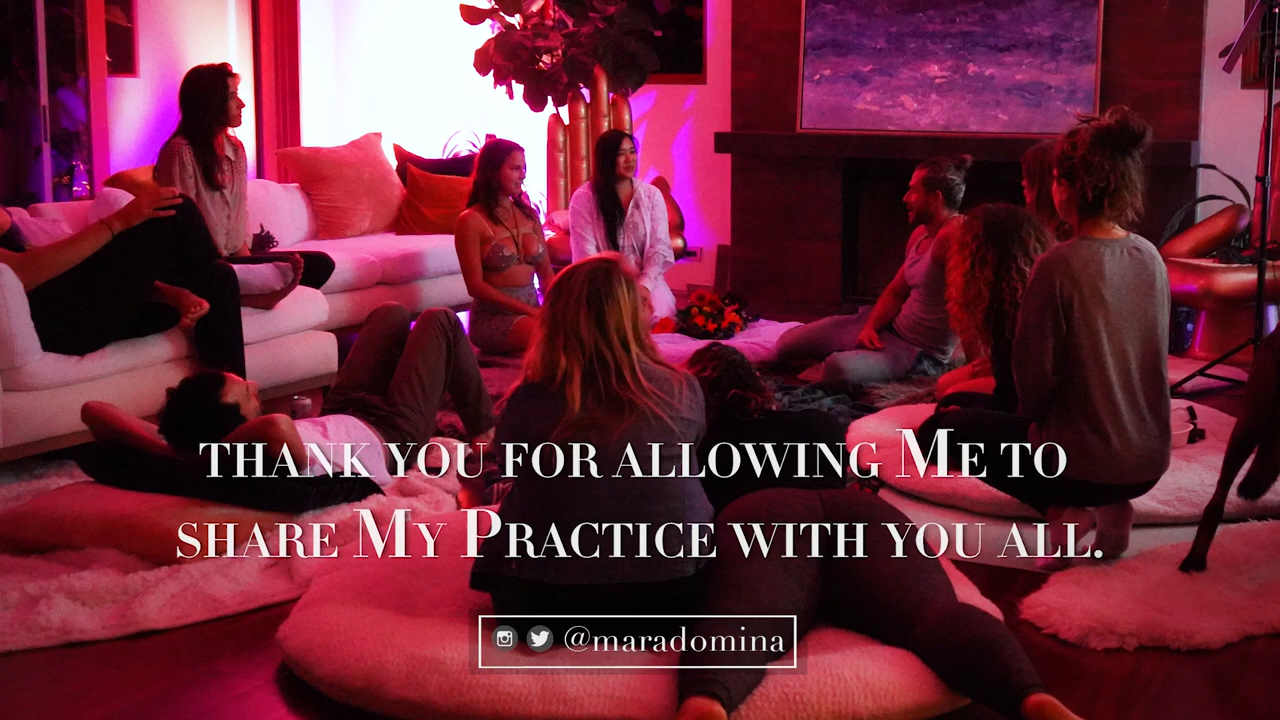 THANK YOU FOR ALLOWING ME TO
SHARE MY PRACTICE WITH YOU ALL.
@maradomina